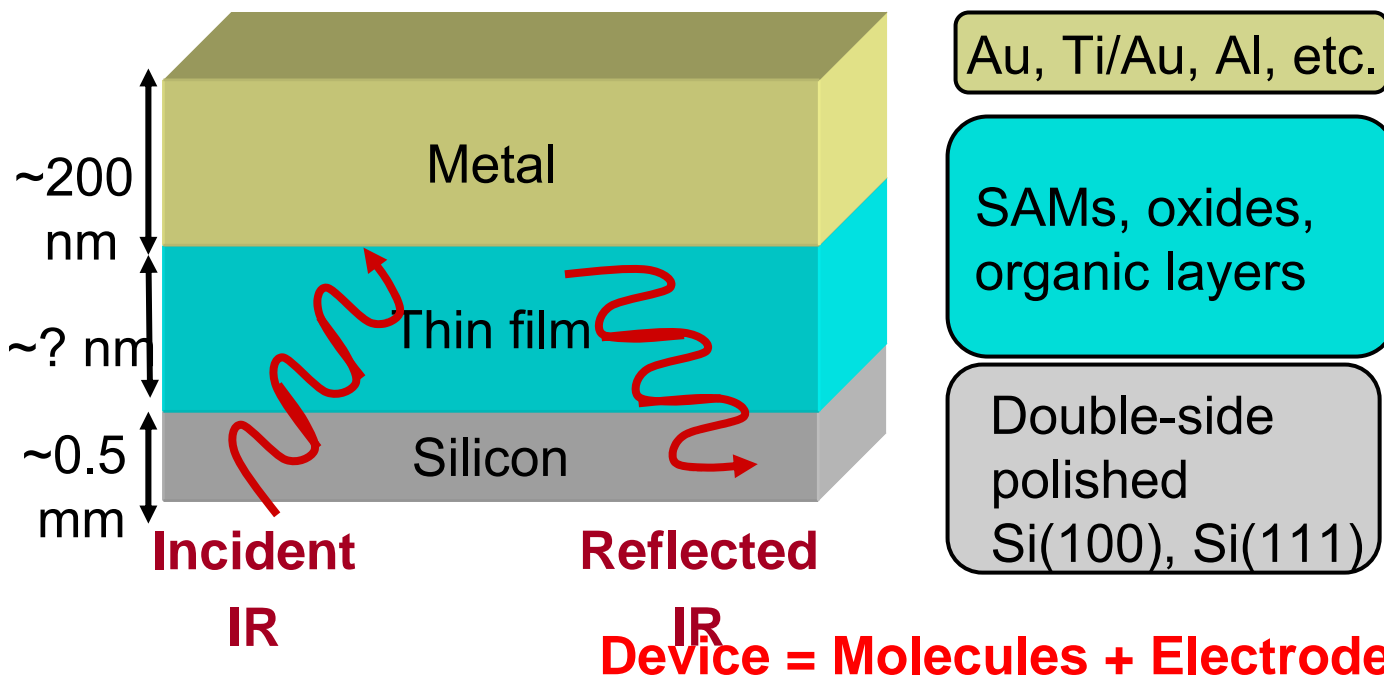 Au, Ti/Au, Al, etc.
~200
nm
Metal
SAMs, oxides,
organic layers
~? nm
Thin film
~0.5
mm
Silicon
Double-side
polished
Si(100), Si(111)
Incident
IR
Reflected
IR
Device = Molecules + Electrode